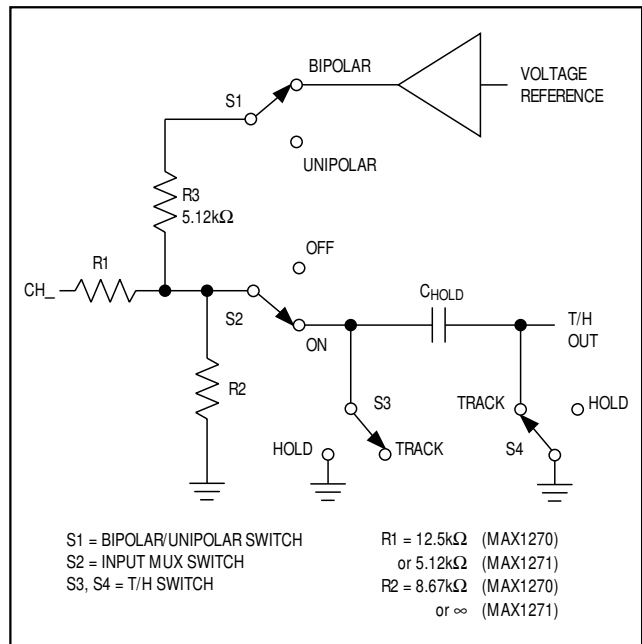 BIPOLAR
VOLTAGE
REFERENCE
S1
UNIPOLAR
R3
5.12kΩ
OFF
R1
CH_
CHOLD
S2
T/H
OUT
ON
R2
S3
TRACK
HOLD
HOLD
TRACK
S4
S1 = BIPOLAR/UNIPOLAR SWITCH
S2 = INPUT MUX SWITCH
S3, S4 = T/H SWITCH
R1 = 12.5kΩ (MAX1270)
or 5.12kΩ (MAX1271)
R2 = 8.67kΩ (MAX1270)
or ∞ (MAX1271)